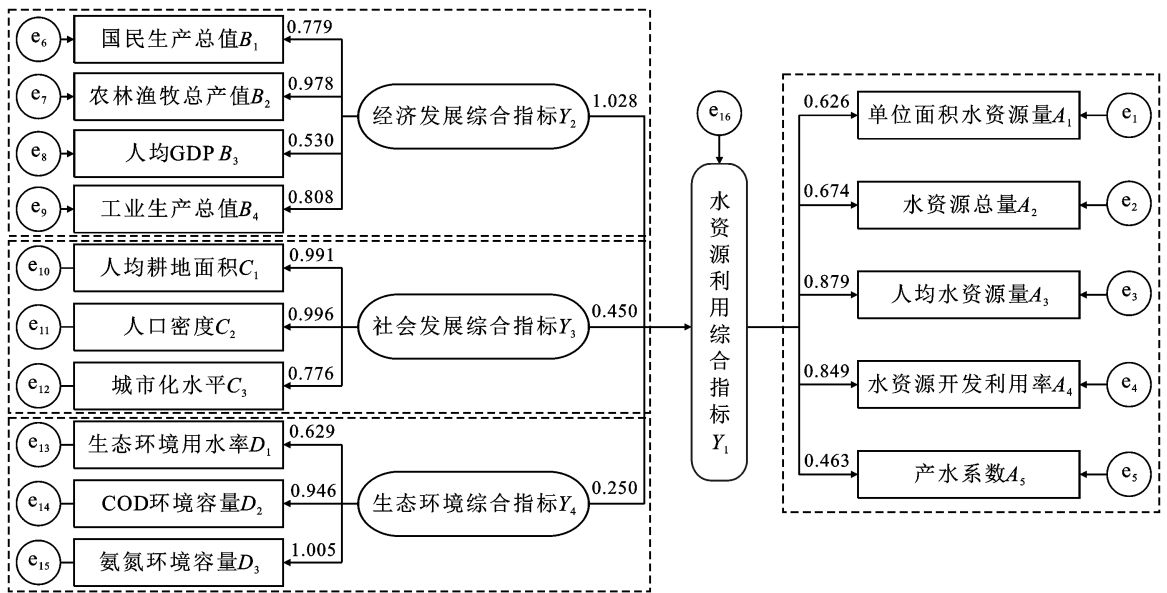 e6 国民生产总值B1 0.779
e7 农林渔牧总产值B2 0.978
e8 人均GDP B3 0.530
e9 工业生产总值B4 0.808
经济发展综合指标Y2 1.028
e10 人均耕地面积C1 0.991
e11 人口密度C2 0.996
e12 城市化水平C3 0.776
社会发展综合指标Y3 0.450
e13 生态环境用水率D1 0.629
e14 COD环境容量D2 0.946
e15 氨氮环境容量D3 1.005
生态环境综合指标Y4 0.250
e16
水资源利用综合指标Y1
0.626 单位面积水资源量A1 e1
0.674 水资源总量A2 e2
0.879 人均水资源量A3 e3
0.849 水资源开发利用率A4 e4
0.463 产水系数A5 e5